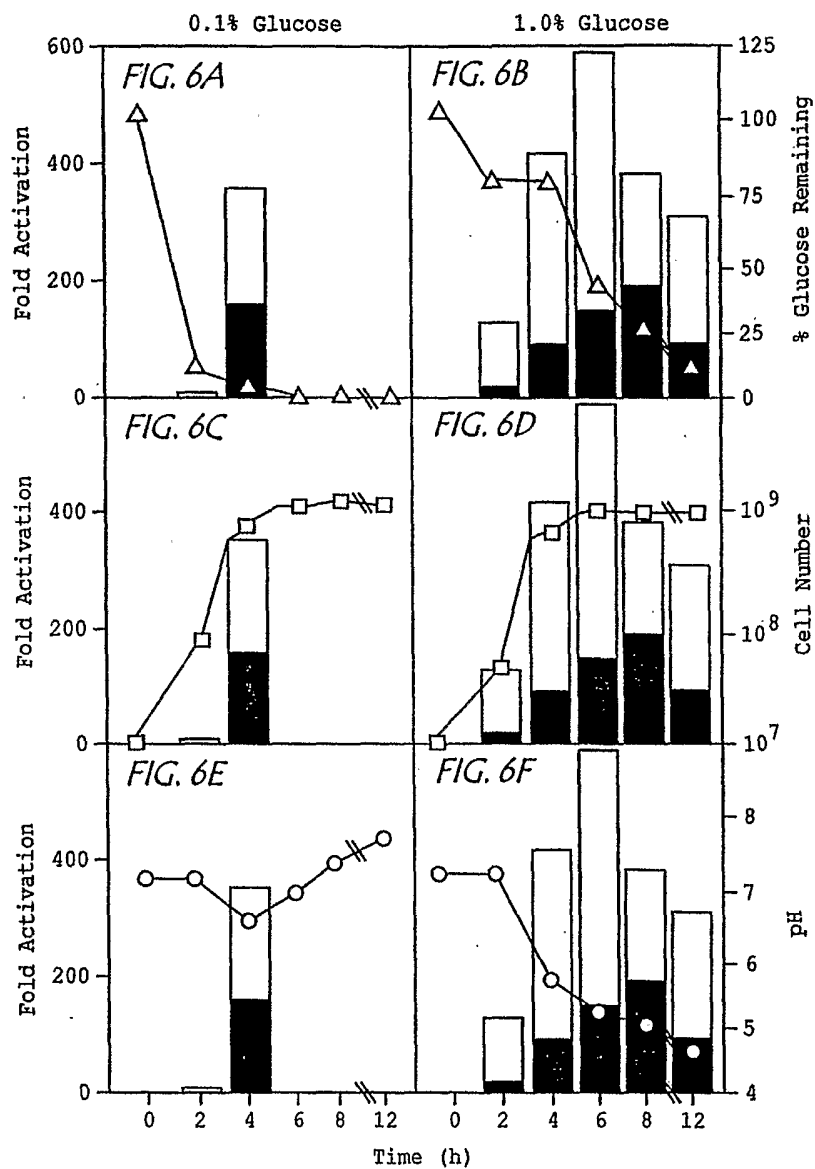 0.1% Glucose
1.0% Glucose
FIG. 6A
FIG. 6B
600
400
200
0
Fold Activation
125
100
75
50
25
0
% Glucose Remaining
FIG. 6C
FIG. 6D
400
200
0
Fold Activation
10^9
10^8
10^7
Cell Number
FIG. 6E
FIG. 6F
400
200
0
Fold Activation
8
7
6
5
4
pH
0 2 4 6 8 12
0 2 4 6 8 12
Time (h)